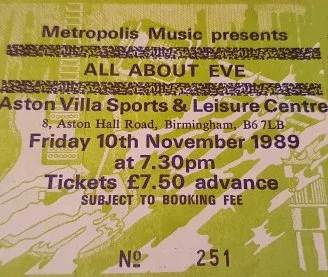 Metropolis Music presents
ALL ABOUT EVE
Aston Villa Sports & Leisure Centre
8, Aston Hall Road, Birmingham, B6 7LB
Friday 10th November 1989
at 7.30pm
Tickets £7.50 advance
SUBJECT TO BOOKING FEE
Nº 251